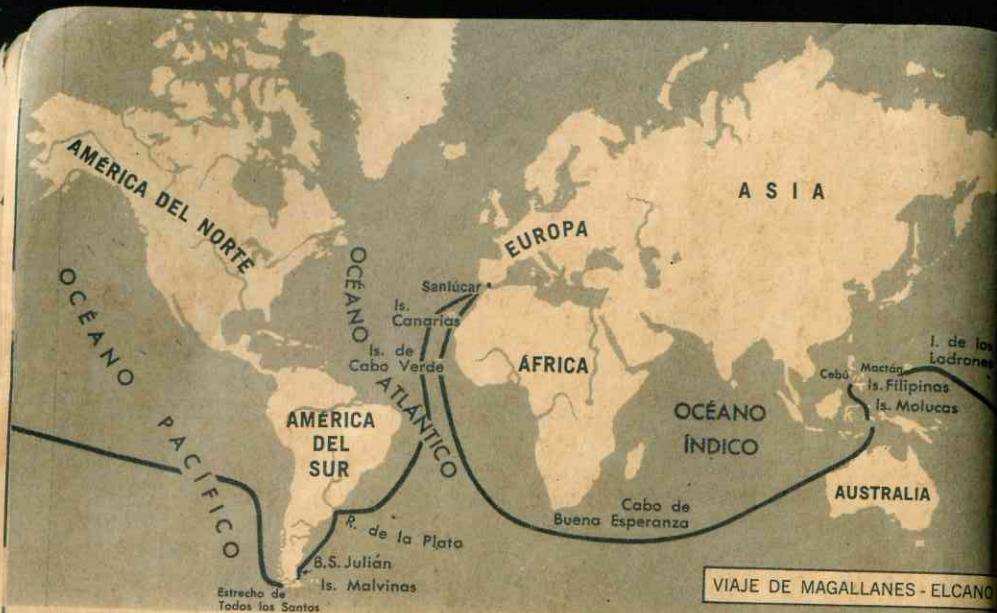 AMÉRICA DEL NORTE
ASIA
EUROPA
OCÉANO
PACÍFICO
OCÉANO
ATLÁNTICO
Sanlúcar
Is.
Canarias
Is. de
Cabo Verde
ÁFRICA
AMÉRICA
DEL
SUR
OCÉANO
ÍNDICO
I. de los
Ladrones
Cebú
Mactán
Is. Filipinas
Is. Molucas
AUSTRALIA
Cabo de
Buena Esperanza
R. de la Plata
B.S. Julián
Is. Malvinas
Estrecho de
Todos los Santos
VIAJE DE MAGALLANES - ELCANO